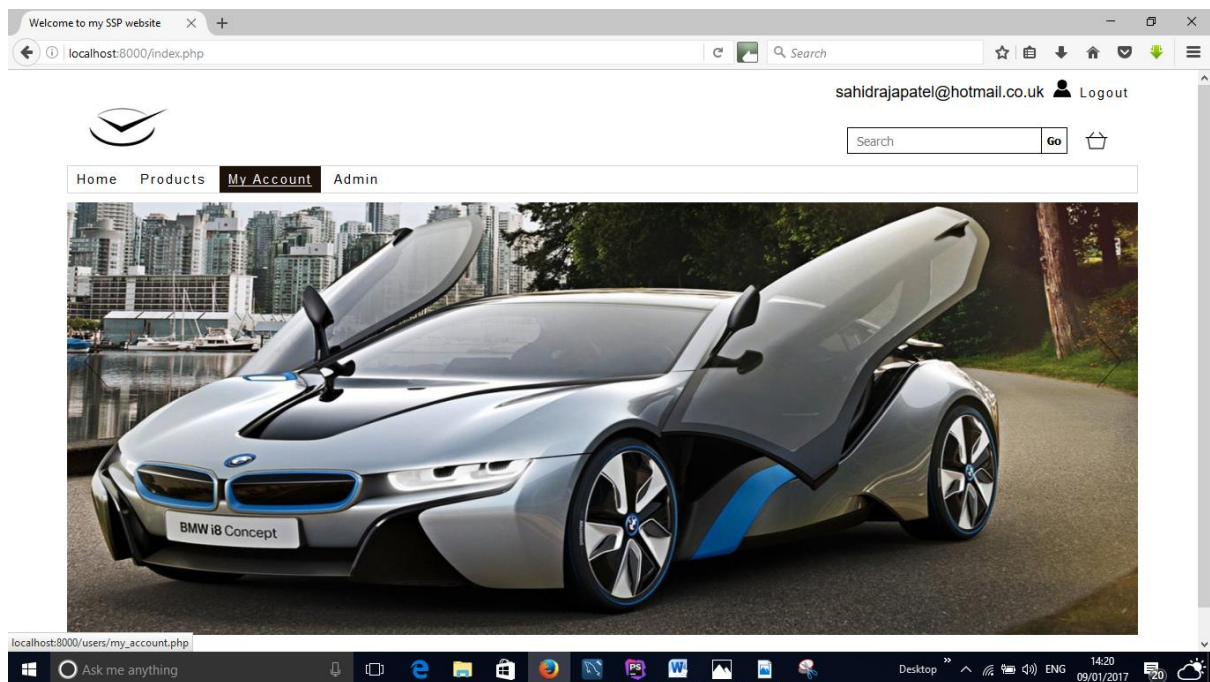 Welcome to my SSP website
localhost:8000/index.php
Search
sahidrajapatel@hotmail.co.uk Logout
Search Go
Home Products My Account Admin
BMW i8 Concept
localhost:8000/users/my_account.php
Ask me anything
Desktop ENG 14:20
09/01/2017
20